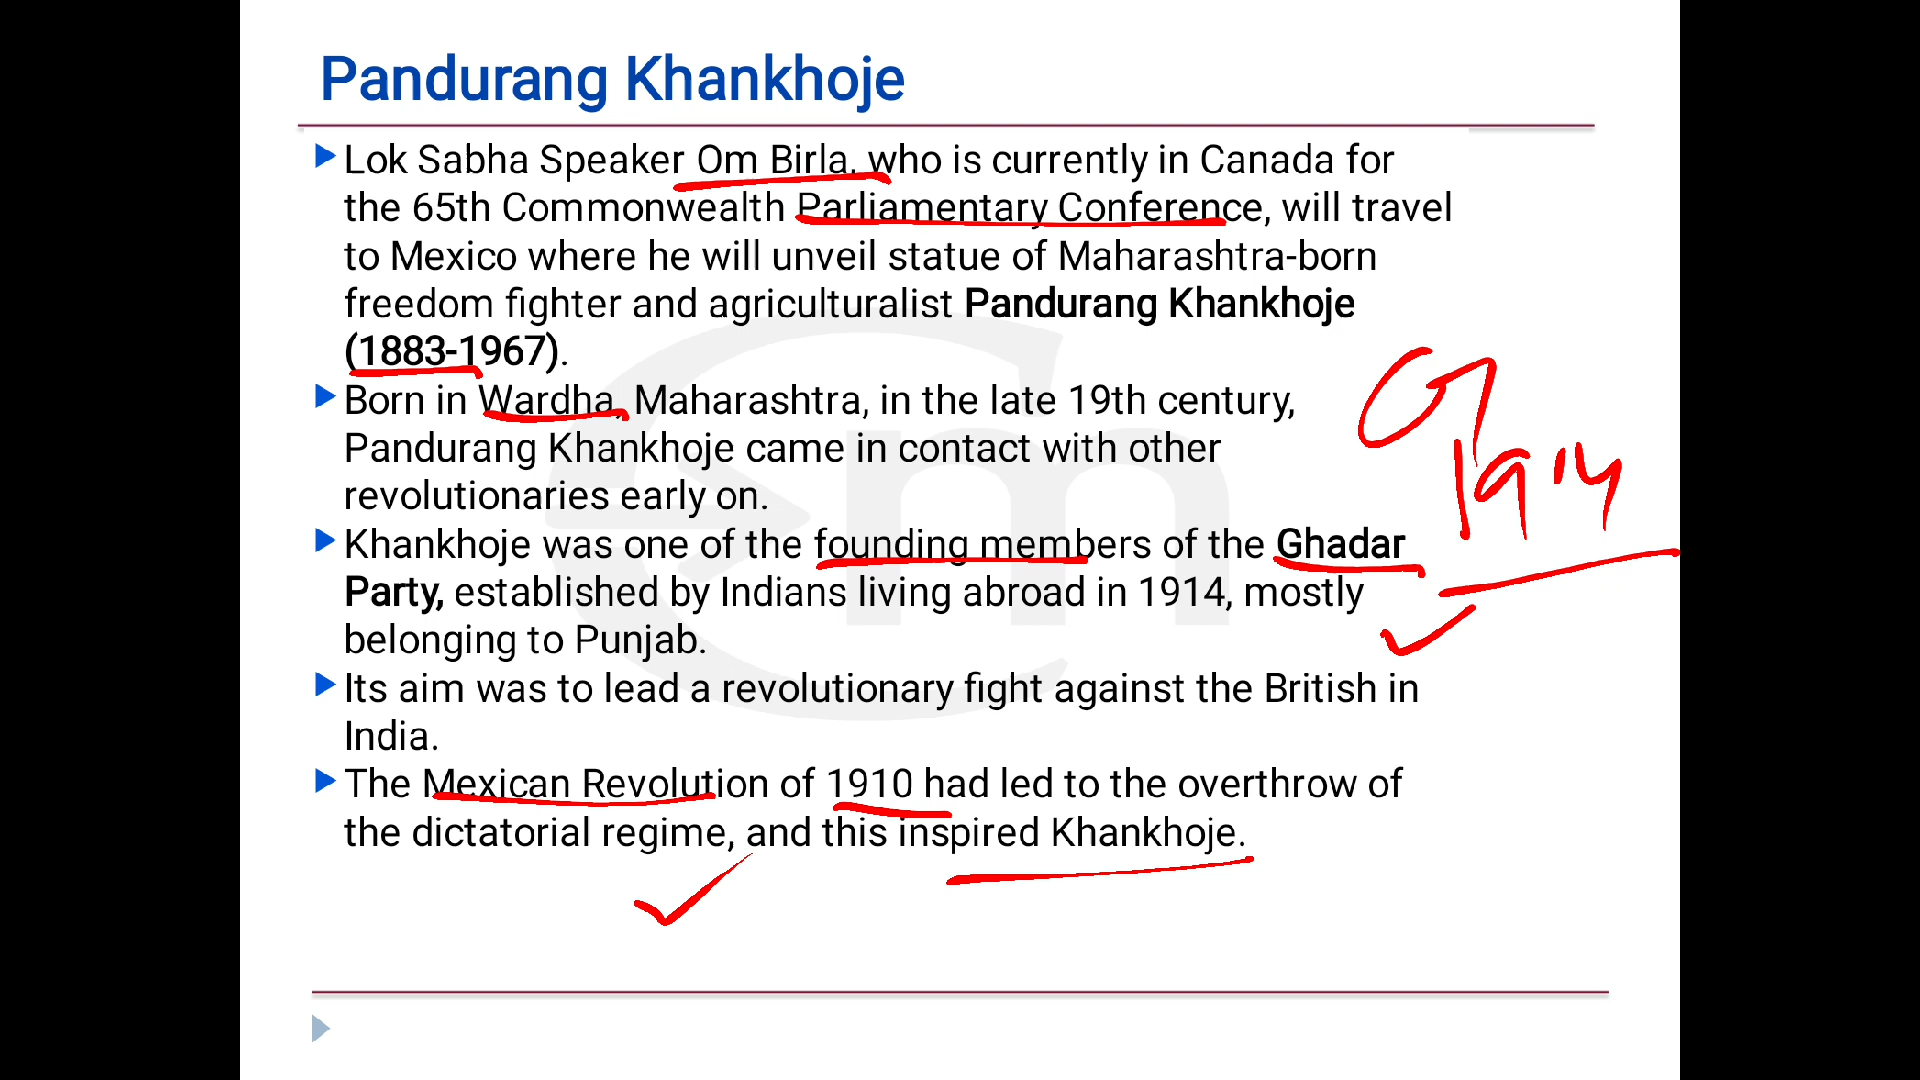 Pandurang Khankhoje
Lok Sabha Speaker Om Birla, who is currently in Canada for
the 65th Commonwealth Parliamentary Conference, will travel
to Mexico where he will unveil statue of Maharashtra-born
freedom fighter and agriculturalist Pandurang Khankhoje
(1883-1967).
Born in Wardha, Maharashtra, in the late 19th century,
Pandurang Khankhoje came in contact with other
revolutionaries early on.
Khankhoje was one of the founding members of the Ghadar
Party, established by Indians living abroad in 1914, mostly
belonging to Punjab.
1914
Its aim was to lead a revolutionary fight against the British in
India.
The Mexican Revolution of 1910 had led to the overthrow of
the dictatorial regime, and this inspired Khankhoje.